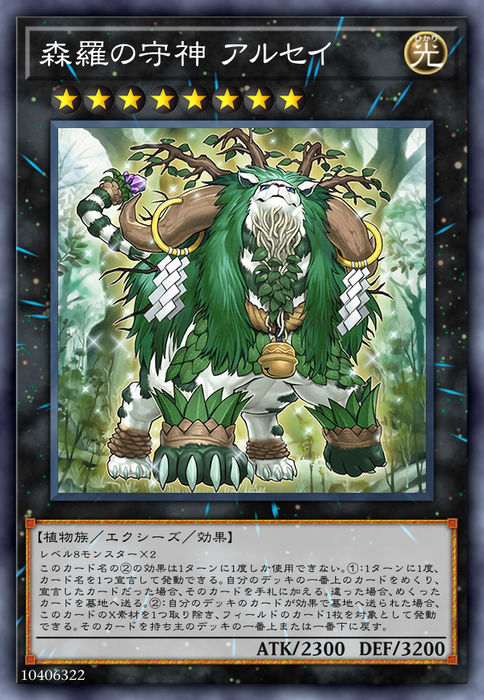 森羅の守神 アルセイ
光
ひかり
【植物族／エクシーズ／効果】
レベル8モンスター×2
このカード名の②の効果は1ターンに1度しか使用できない。①:1ターンに1度、
カード名を1つ宣言して発動できる。自分のデッキの一番上のカードをめくり、
宣言したカードだった場合、そのカードを手札に加える。違った場合、めくった
カードを墓地へ送る。②:自分のデッキのカードが効果で墓地へ送られた場合、
このカードのX素材を1つ取り除き、フィールドのカード1枚を対象として発動
できる。そのカードを持ち主のデッキの一番上または一番下に戻す。
ATK/2300 DEF/3200
10406322